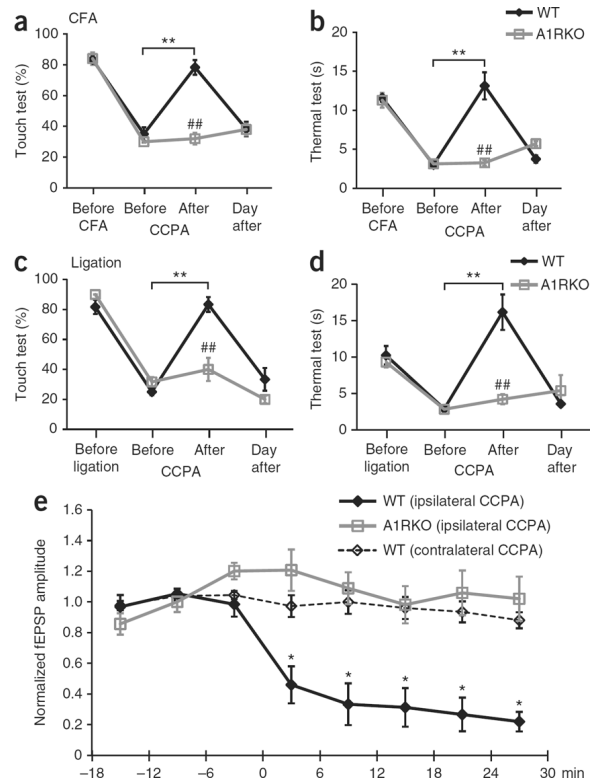 a CFA
WT
A1RKO
**
##
Touch test (%)
100
80
60
40
20
0
Before CFA
Before
After
Day after
CCPA
b
WT
A1RKO
**
##
Thermal test (s)
20
15
10
5
0
Before CFA
Before
After
Day after
CCPA
c Ligation
**
##
Touch test (%)
100
80
60
40
20
0
Before ligation
Before
After
Day after
CCPA
d
WT
A1RKO
**
##
Thermal test (s)
20
15
10
5
0
Before ligation
Before
After
Day after
CCPA
e
WT (ipsilateral CCPA)
A1RKO (ipsilateral CCPA)
WT (contralateral CCPA)
Normalized fEPSP amplitude
1.6
1.4
1.2
1.0
0.8
0.6
0.4
0.2
0
* * * * *
–18 –12 –6 0 6 12 18 24 30 min